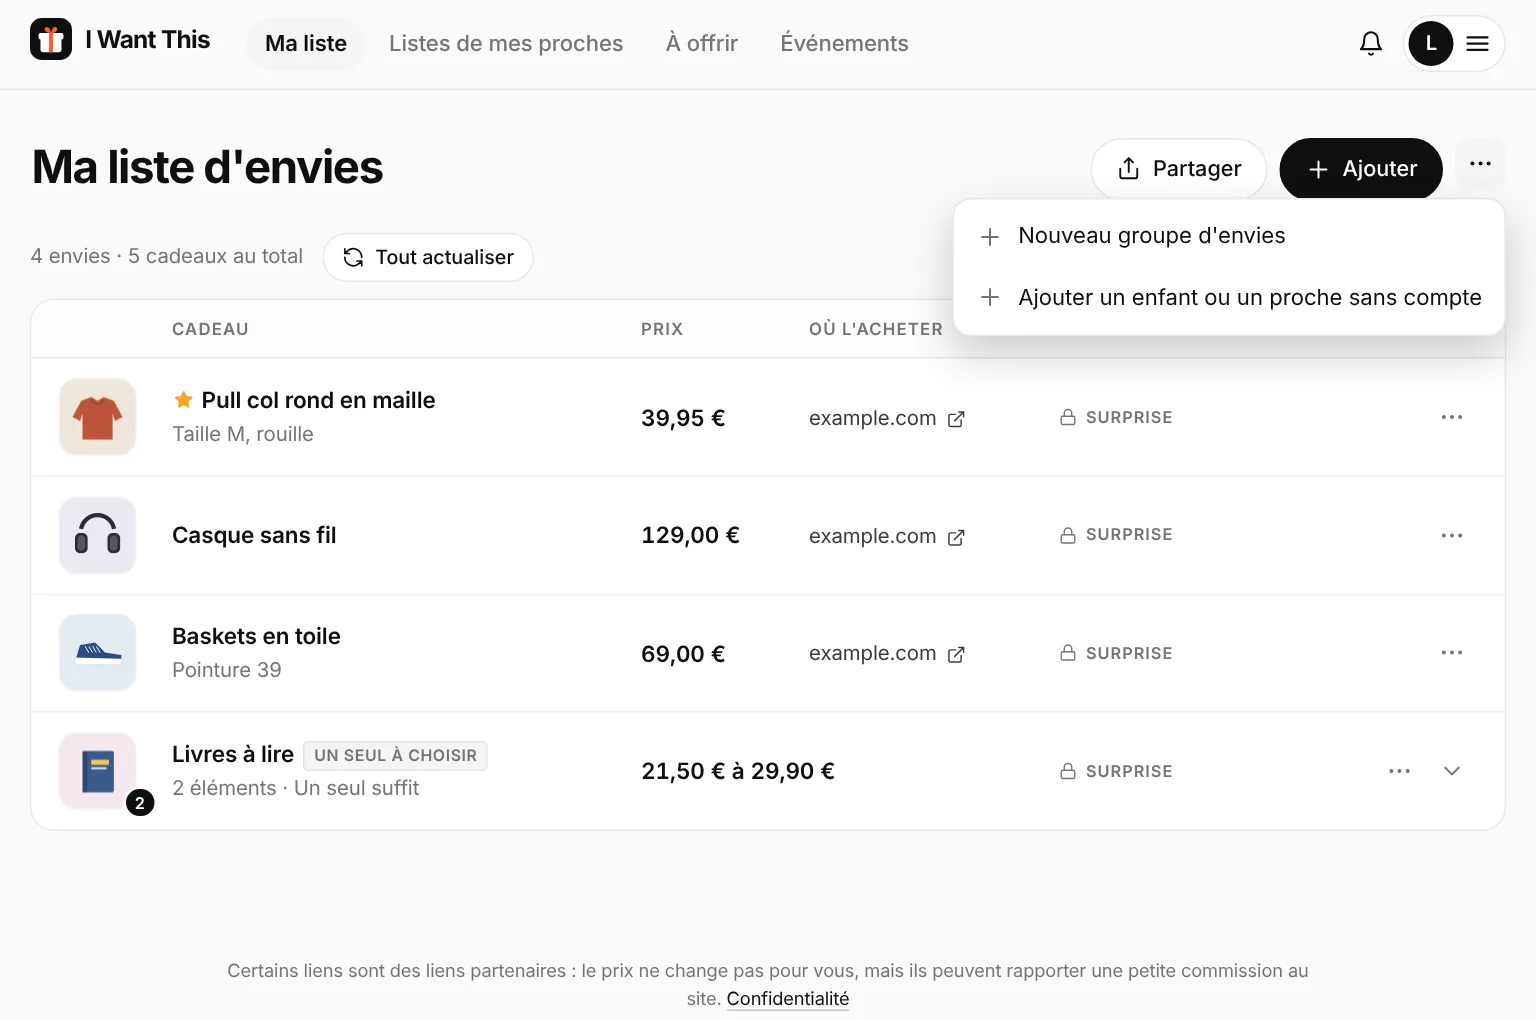 I Want This
Ma liste
Listes de mes proches
À offrir
Événements
L
Ma liste d'envies
Partager
Ajouter
Nouveau groupe d'envies
Ajouter un enfant ou un proche sans compte
4 envies · 5 cadeaux au total
Tout actualiser
CADEAU
PRIX
OÙ L'ACHETER
Pull col rond en maille
Taille M, rouille
39,95 €
example.com
SURPRISE
Casque sans fil
129,00 €
example.com
SURPRISE
Baskets en toile
Pointure 39
69,00 €
example.com
SURPRISE
2
Livres à lire
UN SEUL À CHOISIR
2 éléments · Un seul suffit
21,50 € à 29,90 €
SURPRISE
Certains liens sont des liens partenaires : le prix ne change pas pour vous, mais ils peuvent rapporter une petite commission au
site. Confidentialité